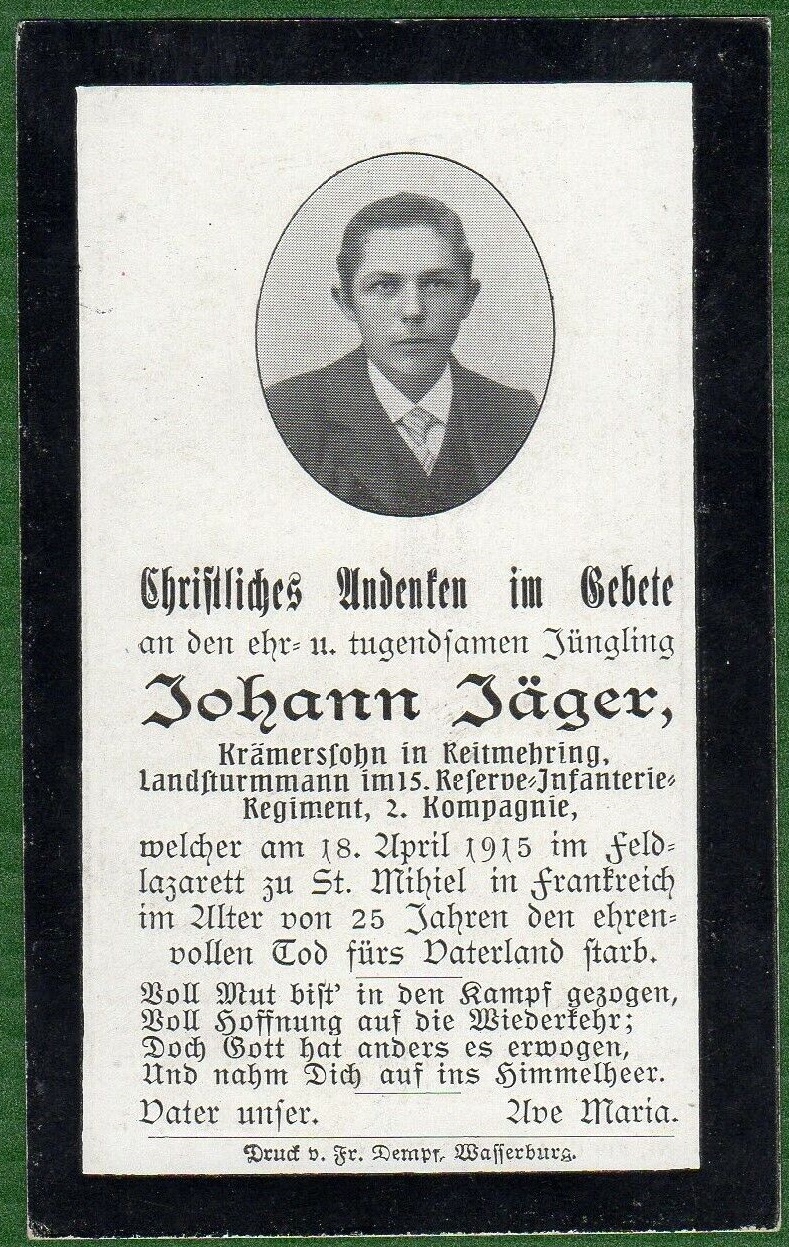 Christliches Andenken im Gebete
an den ehr- u. tugendsamen Jüngling
Johann Jäger,
Krämerssohn in Reitmehring,
Landsturmmann im 15. Reserve-Infanterie-
Regiment, 2. Kompagnie,
welcher am 18. April 1915 im Feld-
lazarett zu St. Mihiel in Frankreich
im Alter von 25 Jahren den ehren-
vollen Tod fürs Vaterland starb.
Voll Mut bist' in den Kampf gezogen,
Voll Hoffnung auf die Wiederkehr;
Doch Gott hat anders es erwogen,
Und nahm Dich auf ins Himmelheer.
Vater unser. Ave Maria.
Druck v. Fr. Dempf, Wasserburg.